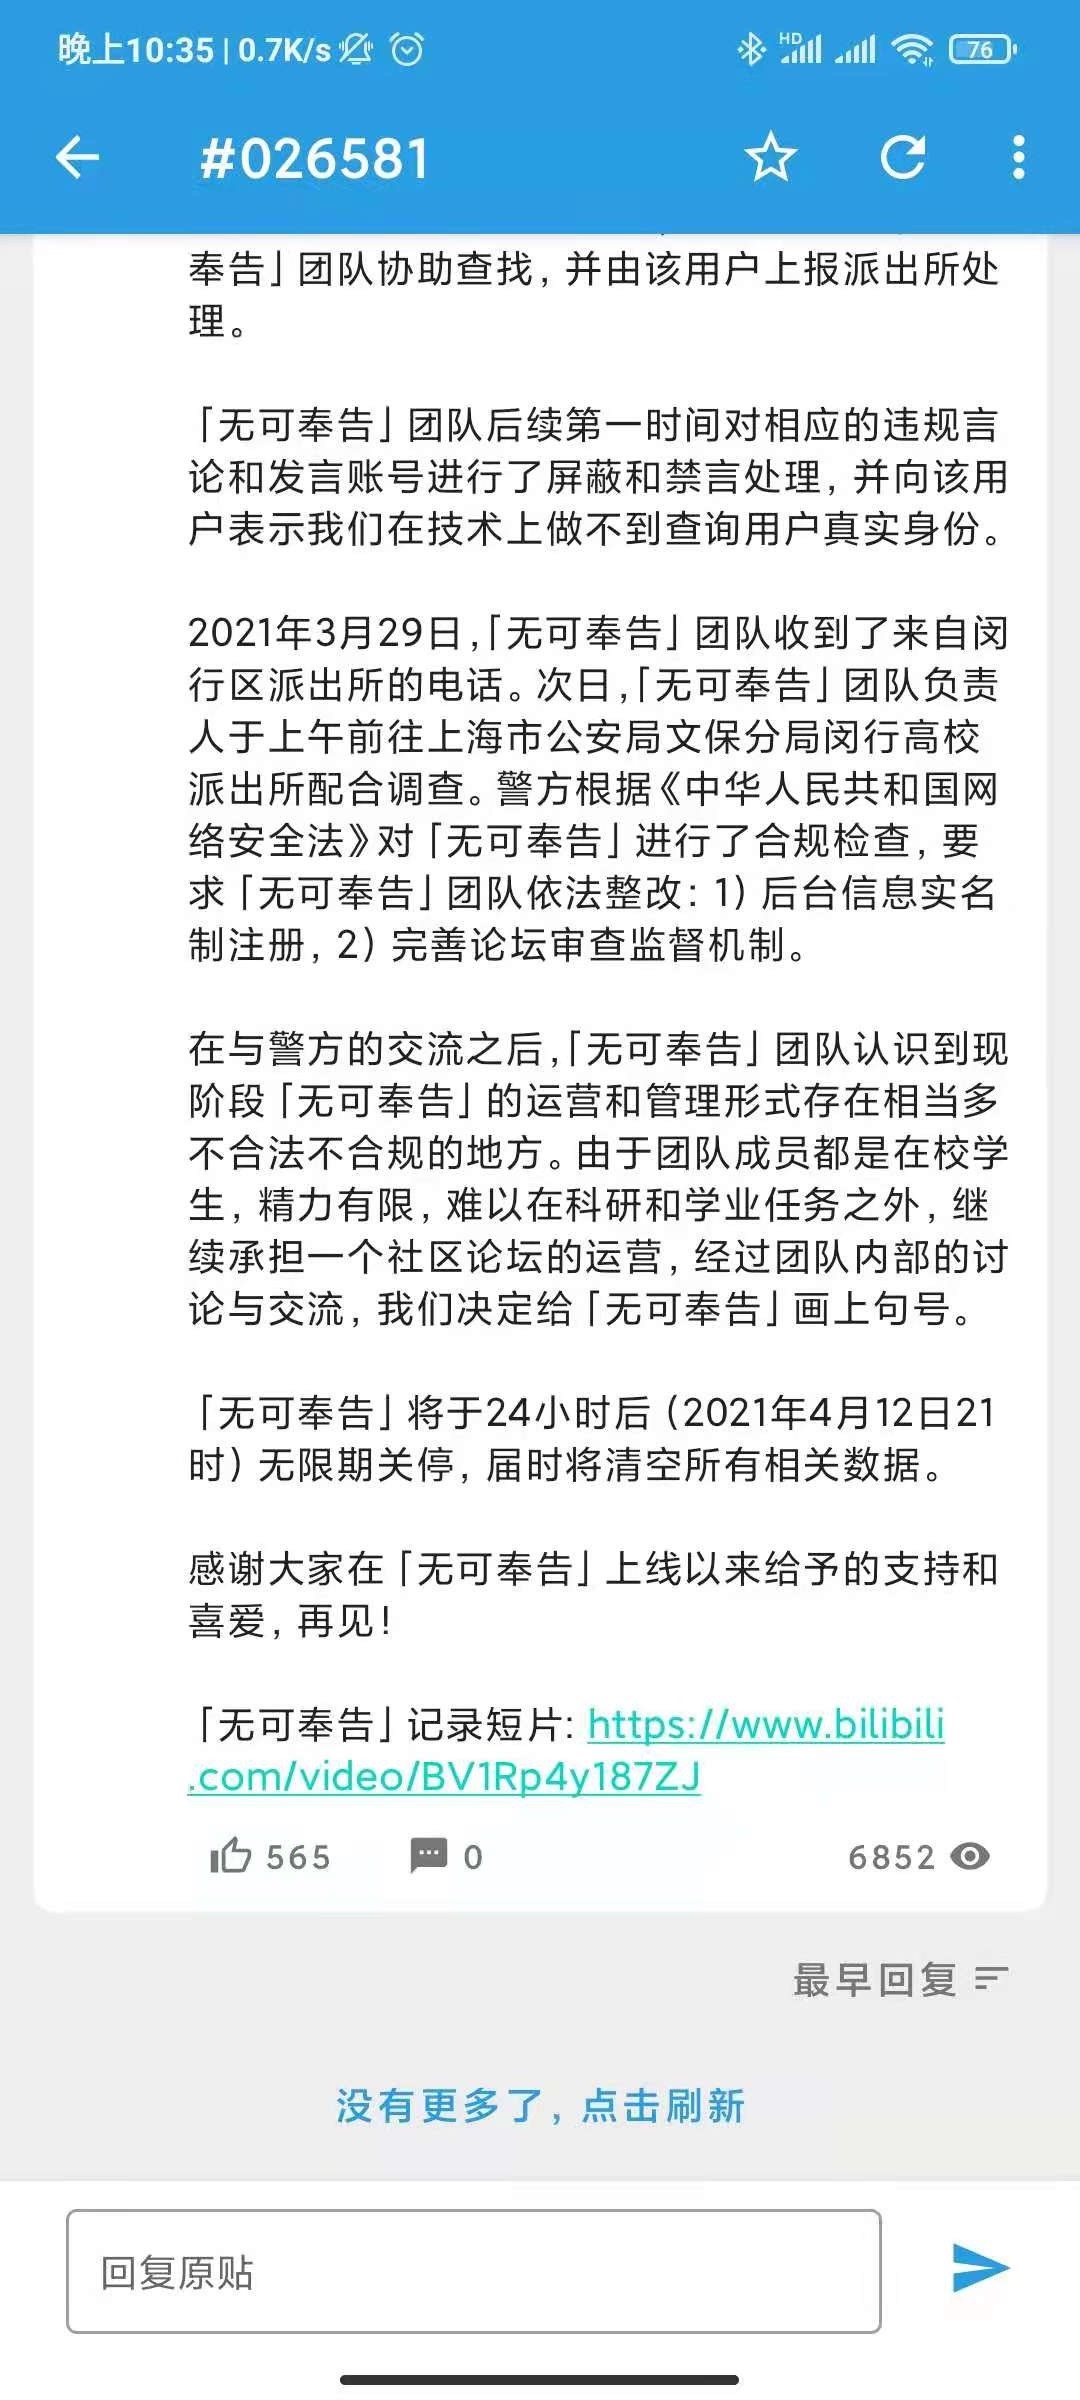 晚上10:35 | 0.7K/s
HD
76
#026581
奉告」团队协助查找，并由该用户上报派出所处
理。
「无可奉告」团队后续第一时间对相应的违规言
论和发言账号进行了屏蔽和禁言处理，并向该用
户表示我们在技术上做不到查询用户真实身份。
2021年3月29日，「无可奉告」团队收到了来自闵
行区派出所的电话。次日，「无可奉告」团队负责
人于上午前往上海市公安局文保分局闵行高校
派出所配合调查。警方根据《中华人民共和国网
络安全法》对「无可奉告」进行了合规检查，要
求「无可奉告」团队依法整改：1）后台信息实名
制注册，2）完善论坛审查监督机制。
在与警方的交流之后，「无可奉告」团队认识到现
阶段「无可奉告」的运营和管理形式存在相当多
不合法不合规的地方。由于团队成员都是在校学
生，精力有限，难以在科研和学业任务之外，继
续承担一个社区论坛的运营，经过团队内部的讨
论与交流，我们决定给「无可奉告」画上句号。
「无可奉告」将于24小时后（2021年4月12日21
时）无限期关停，届时将清空所有相关数据。
感谢大家在「无可奉告」上线以来给予的支持和
喜爱，再见！
「无可奉告」记录短片：https://www.bilibili
.com/video/BV1Rp4y187ZJ
565 0 6852
最早回复
没有更多了，点击刷新
回复原贴